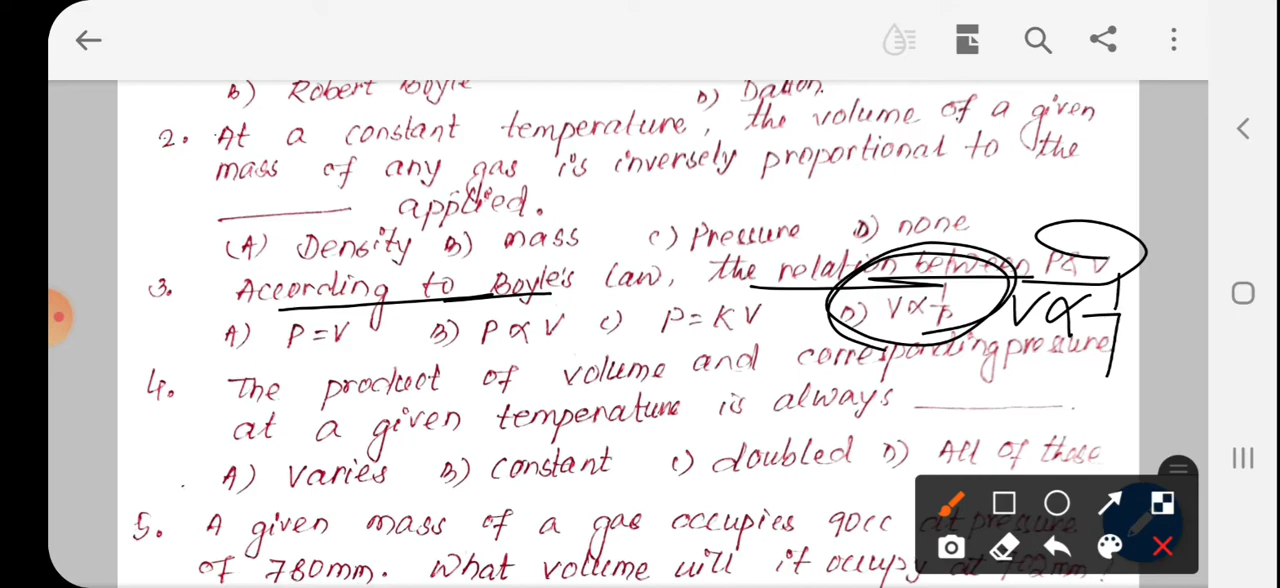 B) Robert Boyle D) Dalton.
2. At a constant temperature, the volume of a given
mass of any gas is inversely proportional to the
________ applied.
(A) Density B) mass C) Pressure D) none
3. According to Boyle's law, the relation between P & V
A) P = V B) P ∝ V C) P = KV D) V ∝ 1/P V ∝ 1
4. The product of volume and corresponding pressure
at a given temperature is always ________.
A) varies B) constant C) doubled D) All of these
5. A given mass of a gas occupies 90cc at pressure
of 780mm. What volume will it occupy at